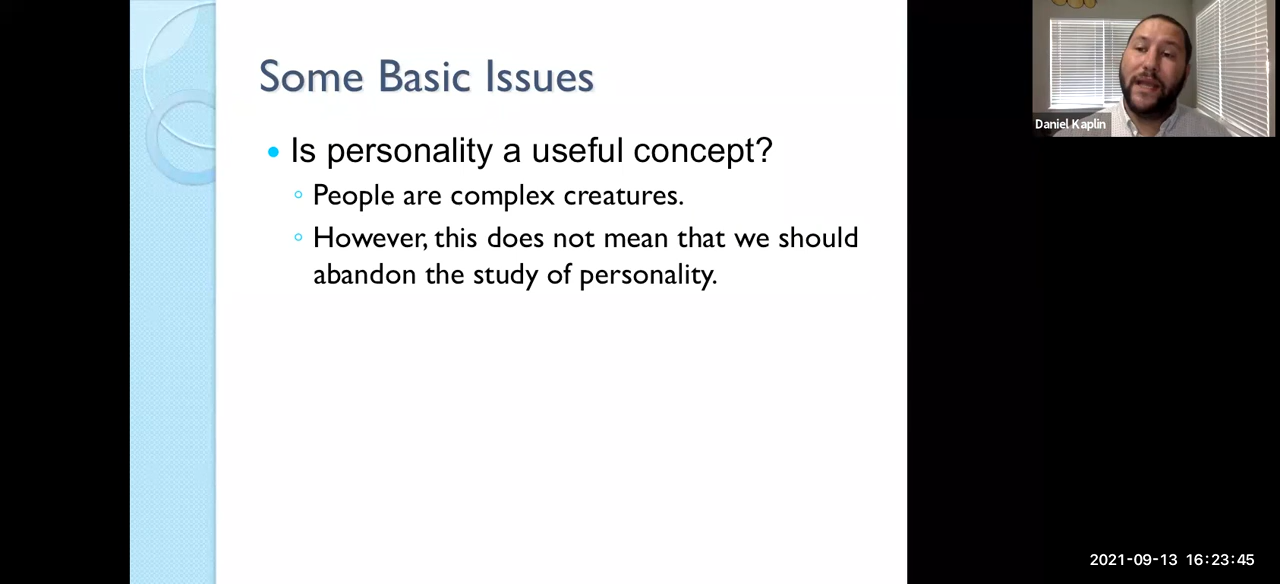 Some Basic Issues
Is personality a useful concept?
People are complex creatures.
However, this does not mean that we should
abandon the study of personality.
Daniel Kaplin
2021-09-13 16:23:45